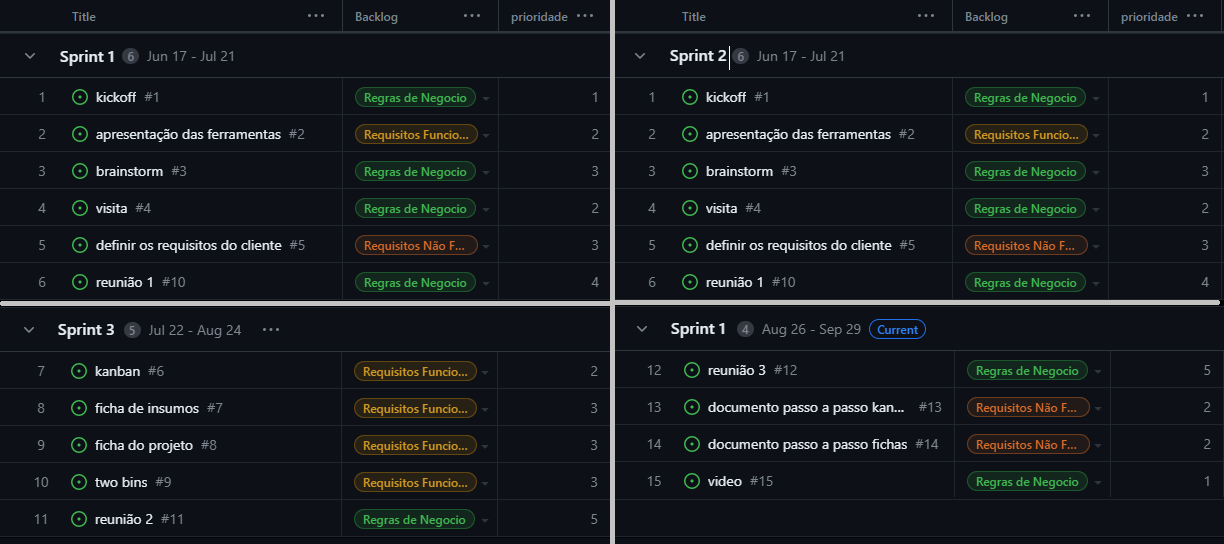 Title ... Backlog ... prioridade ...
Sprint 1 6 Jun 17 - Jul 21
1 kickoff #1 Regras de Negocio 1
2 apresentação das ferramentas #2 Requisitos Funcio... 2
3 brainstorm #3 Regras de Negocio 3
4 visita #4 Regras de Negocio 2
5 definir os requisitos do cliente #5 Requisitos Não F... 3
6 reunião 1 #10 Regras de Negocio 4
Title ... Backlog ... prioridade ...
Sprint 2 6 Jun 17 - Jul 21
1 kickoff #1 Regras de Negocio 1
2 apresentação das ferramentas #2 Requisitos Funcio... 2
3 brainstorm #3 Regras de Negocio 3
4 visita #4 Regras de Negocio 2
5 definir os requisitos do cliente #5 Requisitos Não F... 3
6 reunião 1 #10 Regras de Negocio 4
Sprint 3 5 Jul 22 - Aug 24 ...
7 kanban #6 Requisitos Funcio... 2
8 ficha de insumos #7 Requisitos Funcio... 3
9 ficha do projeto #8 Requisitos Funcio... 3
10 two bins #9 Requisitos Funcio... 3
11 reunião 2 #11 Regras de Negocio 5
Sprint 1 4 Aug 26 - Sep 29 Current
12 reunião 3 #12 Regras de Negocio 5
13 documento passo a passo kan... #13 Requisitos Não F... 2
14 documento passo a passo fichas #14 Requisitos Não F... 2
15 video #15 Regras de Negocio 1